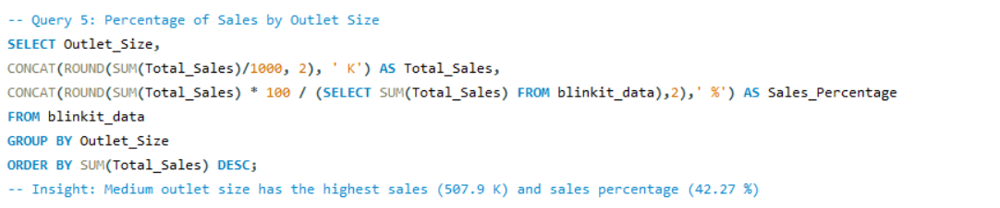 -- Query 5: Percentage of Sales by Outlet Size
SELECT Outlet_Size,
CONCAT(ROUND(SUM(Total_Sales)/1000, 2), ' K') AS Total_Sales,
CONCAT(ROUND(SUM(Total_Sales) * 100 / (SELECT SUM(Total_Sales) FROM blinkit_data),2),' %') AS Sales_Percentage
FROM blinkit_data
GROUP BY Outlet_Size
ORDER BY SUM(Total_Sales) DESC;
-- Insight: Medium outlet size has the highest sales (507.9 K) and sales percentage (42.27 %)